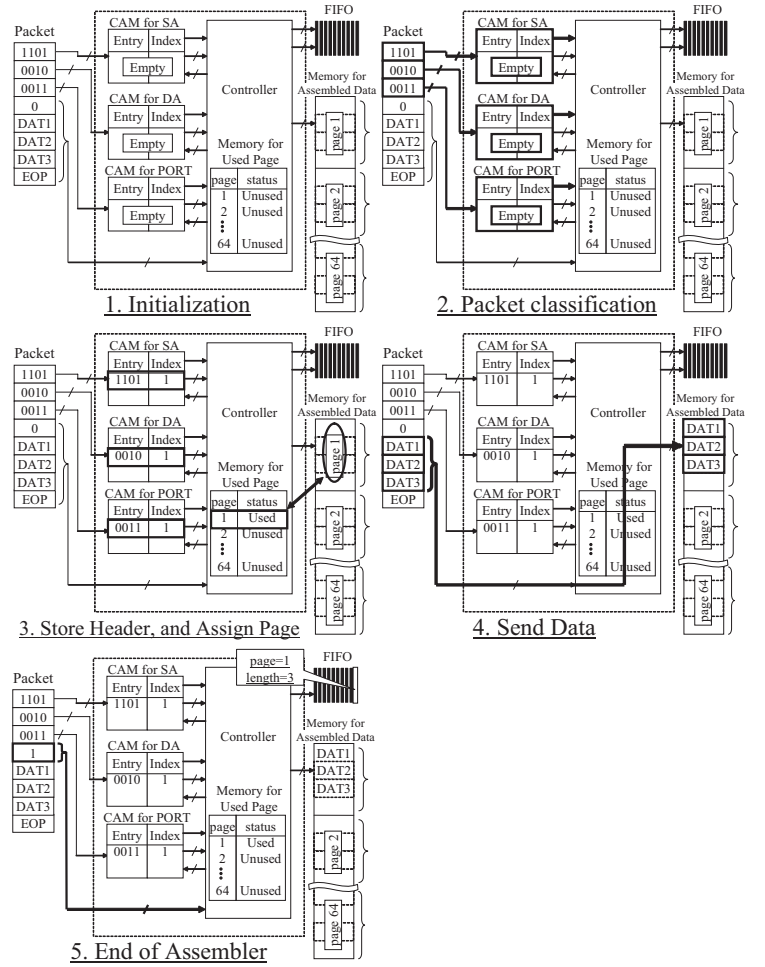 FIFO
Packet
1101
0010
0011
0
DAT1
DAT2
DAT3
EOP
CAM for SA
Entry Index
Empty
CAM for DA
Entry Index
Empty
CAM for PORT
Entry Index
Empty
Controller
Memory for
Used Page
page status
1 Unused
2 Unused
64 Unused
Memory for
Assembled Data
page 1
page 2
page 64
1. Initialization
FIFO
Packet
1101
0010
0011
0
DAT1
DAT2
DAT3
EOP
CAM for SA
Entry Index
Empty
CAM for DA
Entry Index
Empty
CAM for PORT
Entry Index
Empty
Controller
Memory for
Used Page
page status
1 Unused
2 Unused
64 Unused
Memory for
Assembled Data
page 1
page 2
page 64
2. Packet classification
FIFO
Packet
1101
0010
0011
0
DAT1
DAT2
DAT3
EOP
CAM for SA
Entry Index
1101 1
CAM for DA
Entry Index
0010 1
CAM for PORT
Entry Index
0011 1
Controller
Memory for
Used Page
page status
1 Used
2 Unused
64 Unused
Memory for
Assembled Data
page 1
page 2
page 64
3. Store Header, and Assign Page
FIFO
Packet
1101
0010
0011
0
DAT1
DAT2
DAT3
EOP
CAM for SA
Entry Index
1101 1
CAM for DA
Entry Index
0010 1
CAM for PORT
Entry Index
0011 1
Controller
Memory for
Used Page
page status
1 Used
2 Unused
64 Unused
Memory for
Assembled Data
DAT1
DAT2
DAT3
page 2
page 64
4. Send Data
FIFO
page=1
length=3
Packet
1101
0010
0011
1
DAT1
DAT2
DAT3
EOP
CAM for SA
Entry Index
1101 1
CAM for DA
Entry Index
0010 1
CAM for PORT
Entry Index
0011 1
Controller
Memory for
Used Page
page status
1 Used
2 Unused
64 Unused
Memory for
Assembled Data
DAT1
DAT2
DAT3
page 2
page 64
5. End of Assembler